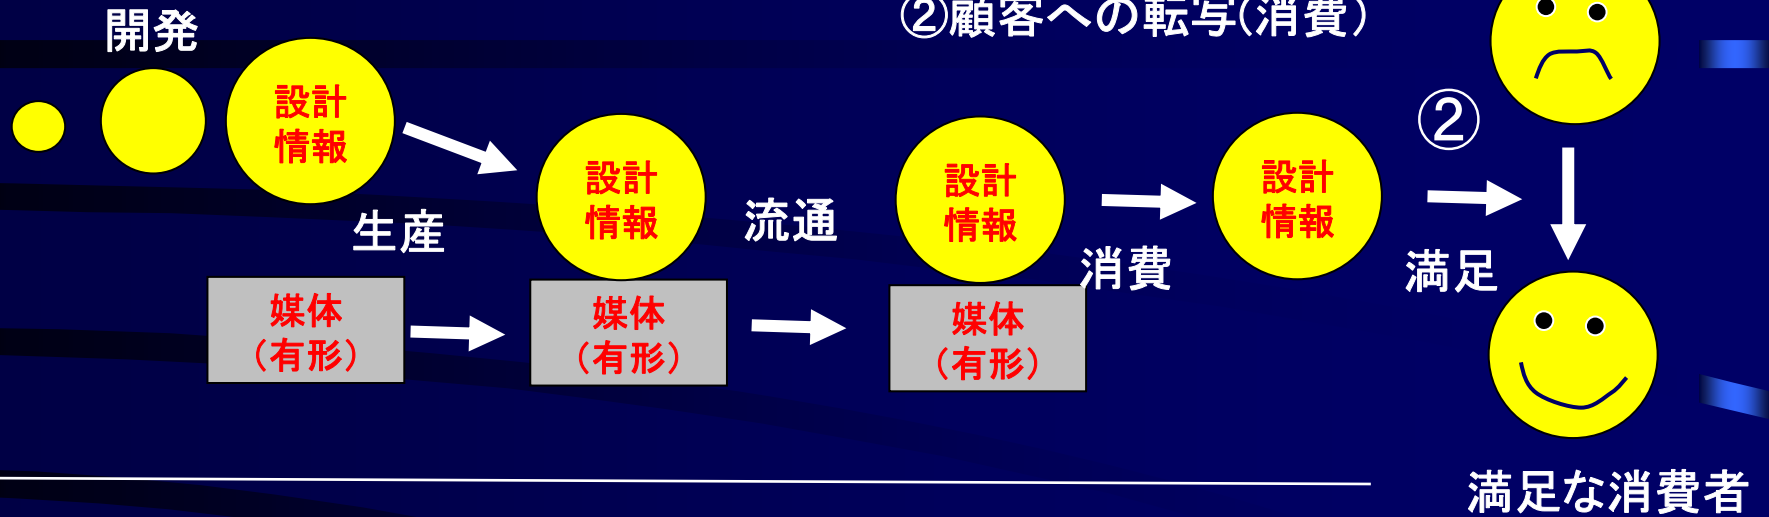 ②顧客への転写(消費)
開発
設計
情報
生産
媒体
(有形)
設計
情報
媒体
(有形)
流通
設計
情報
媒体
(有形)
消費
設計
情報
②
満足
満足な消費者